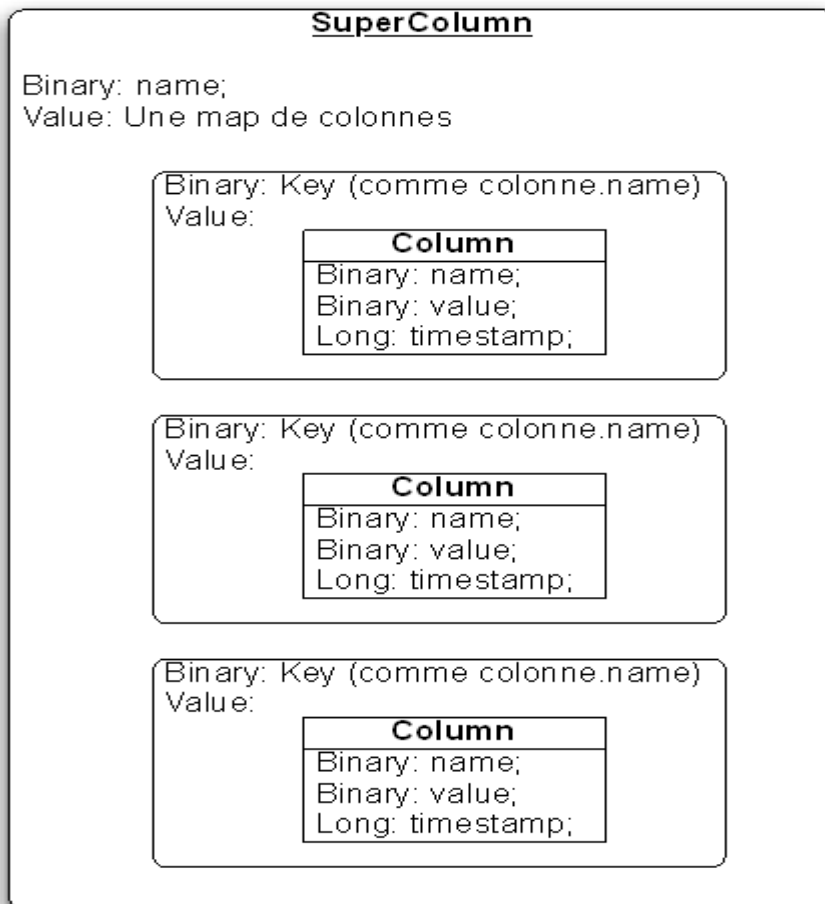 SuperColumn
Binary: name;
Value: Une map de colonnes
Binary: Key (comme colonne.name)
Value:
Column
Binary: name;
Binary: value;
Long: timestamp;
Binary: Key (comme colonne.name)
Value:
Column
Binary: name;
Binary: value;
Long: timestamp;
Binary: Key (comme colonne.name)
Value:
Column
Binary: name;
Binary: value;
Long: timestamp;